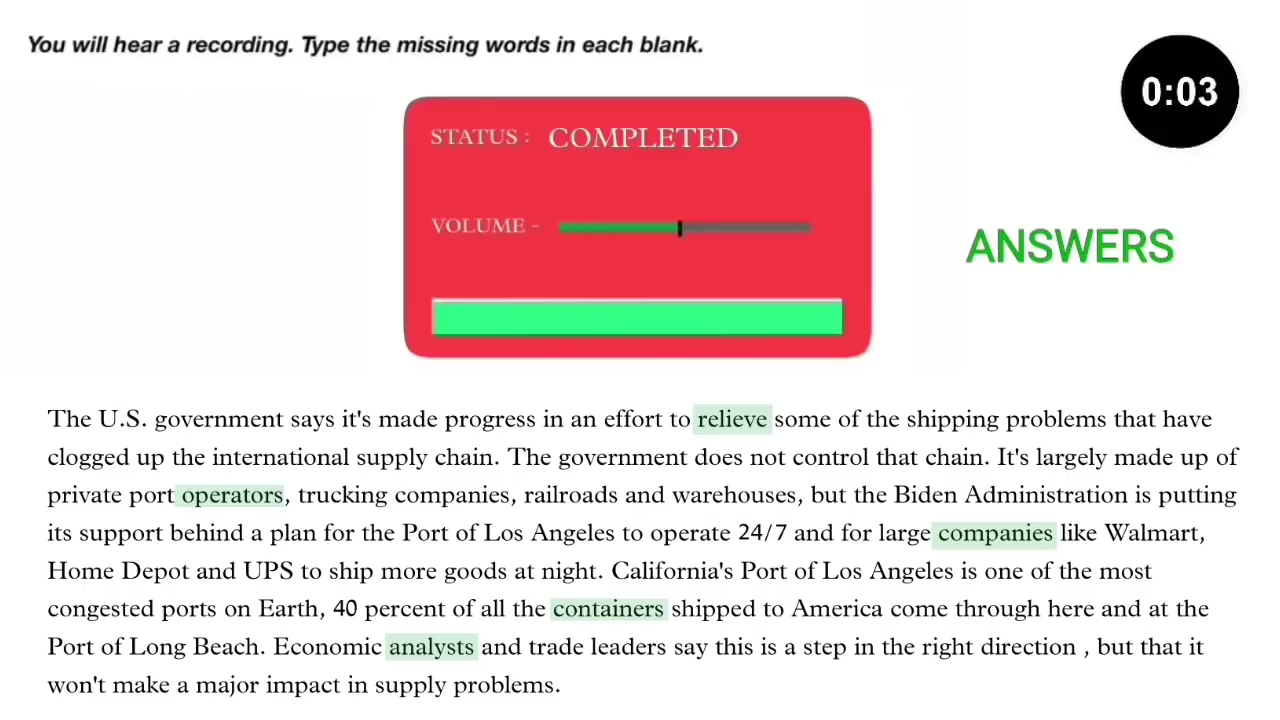 You will hear a recording. Type the missing words in each blank.
0:03
STATUS : COMPLETED
VOLUME -
ANSWERS
The U.S. government says it's made progress in an effort to relieve some of the shipping problems that have
clogged up the international supply chain. The government does not control that chain. It's largely made up of
private port operators, trucking companies, railroads and warehouses, but the Biden Administration is putting
its support behind a plan for the Port of Los Angeles to operate 24/7 and for large companies like Walmart,
Home Depot and UPS to ship more goods at night. California's Port of Los Angeles is one of the most
congested ports on Earth, 40 percent of all the containers shipped to America come through here and at the
Port of Long Beach. Economic analysts and trade leaders say this is a step in the right direction , but that it
won't make a major impact in supply problems.